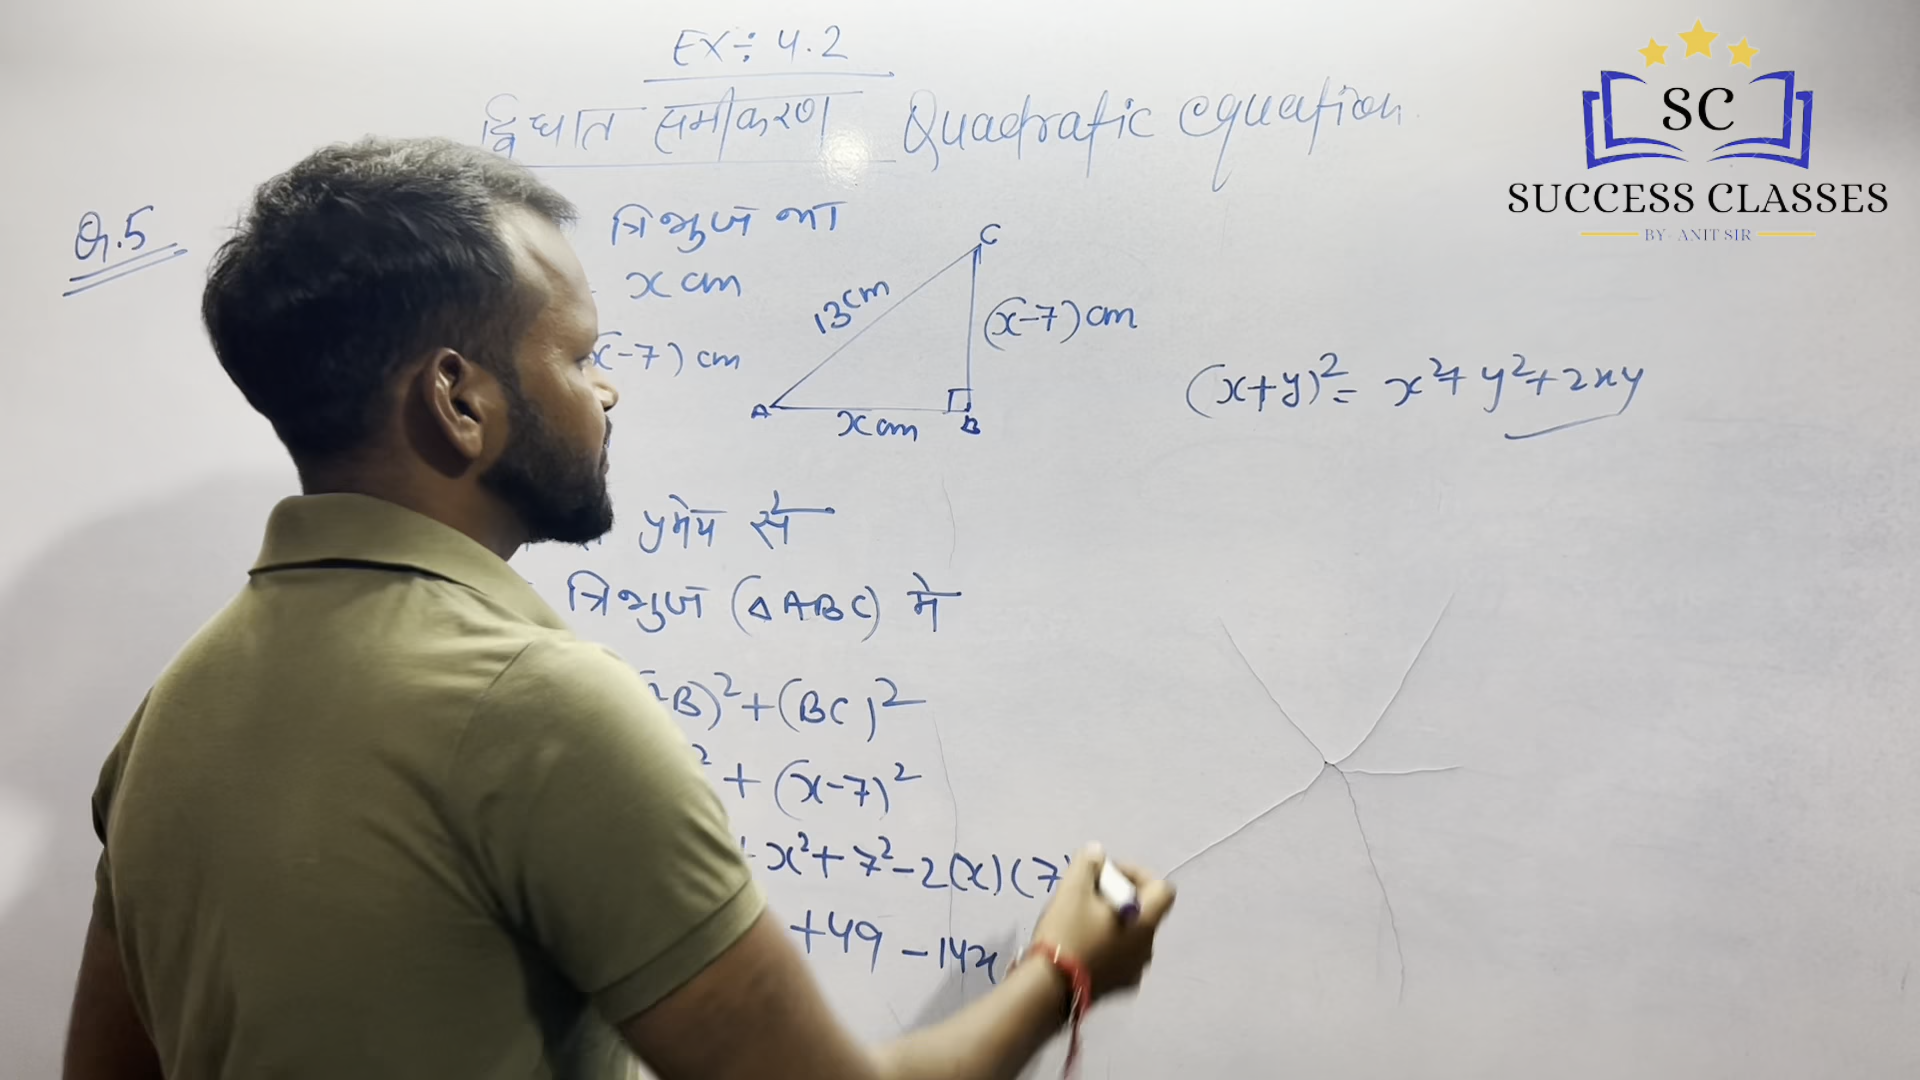 EX÷ 4.2
द्विघात समीकरण Quadratic equation
Q.5
त्रिभुज का
x cm
x-7) cm
C
13cm
(x-7)cm
A
x cm
B
(x+y)²= x²+ y²+2xy
प्रमेय से
त्रिभुज (△ABC) में
B)²+(BC)²
² + (x-7)²
+ x²+ 7²-2(x)(7)
+49 -14x
SC
SUCCESS CLASSES
BY- ANIT SIR